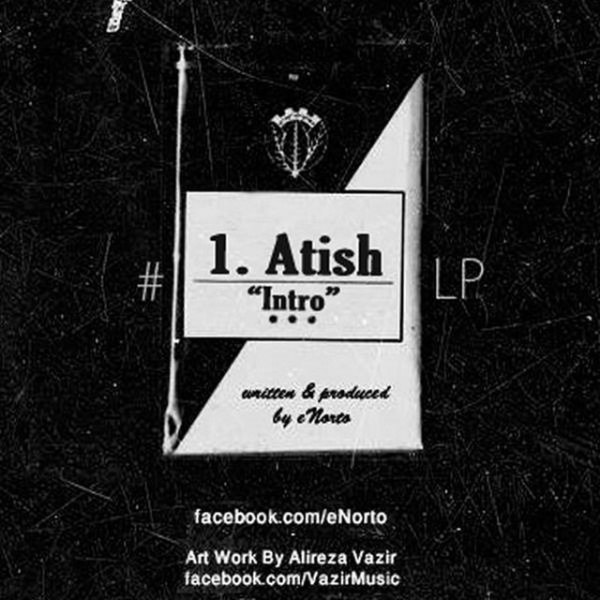 1. Atish
“Intro”
# LP
written & produced
by eNorto
facebook.com/eNorto
-
Art Work By Alireza Vazir
facebook.com/VazirMusic